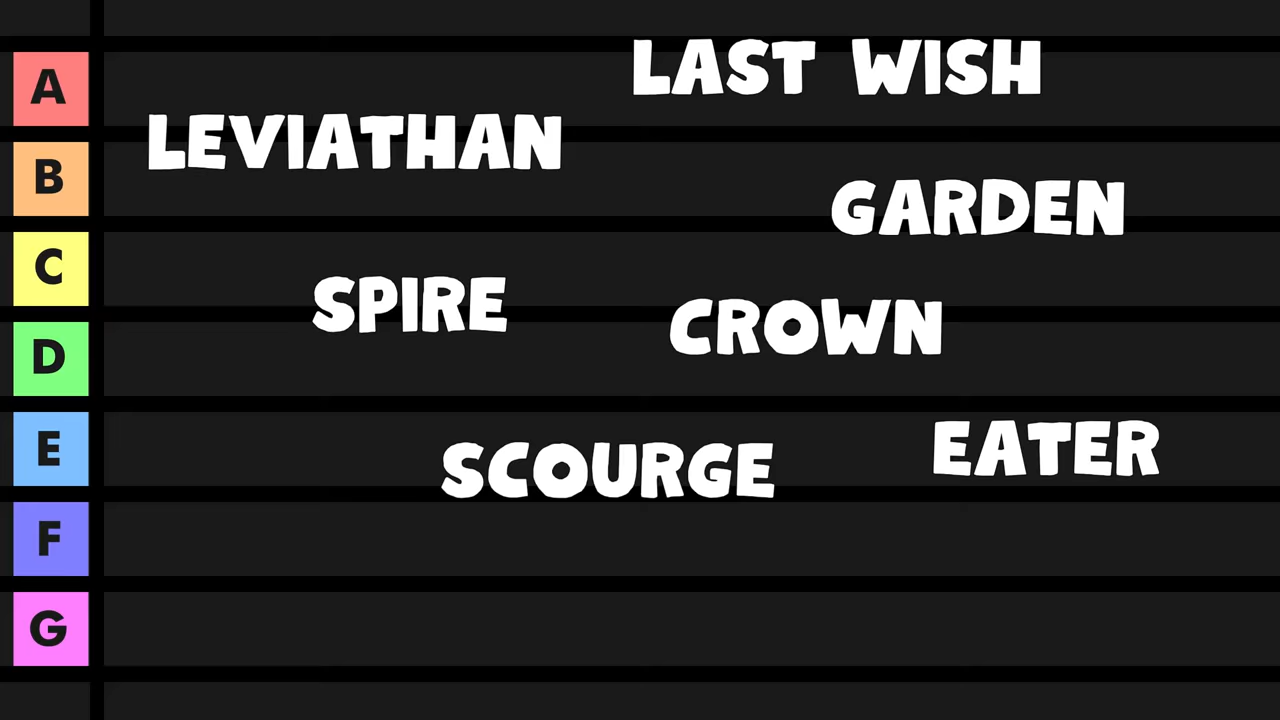 LAST WISH
A
LEVIATHAN
B
GARDEN
C
SPIRE
CROWN
D
EATER
E
SCOURGE
F
G